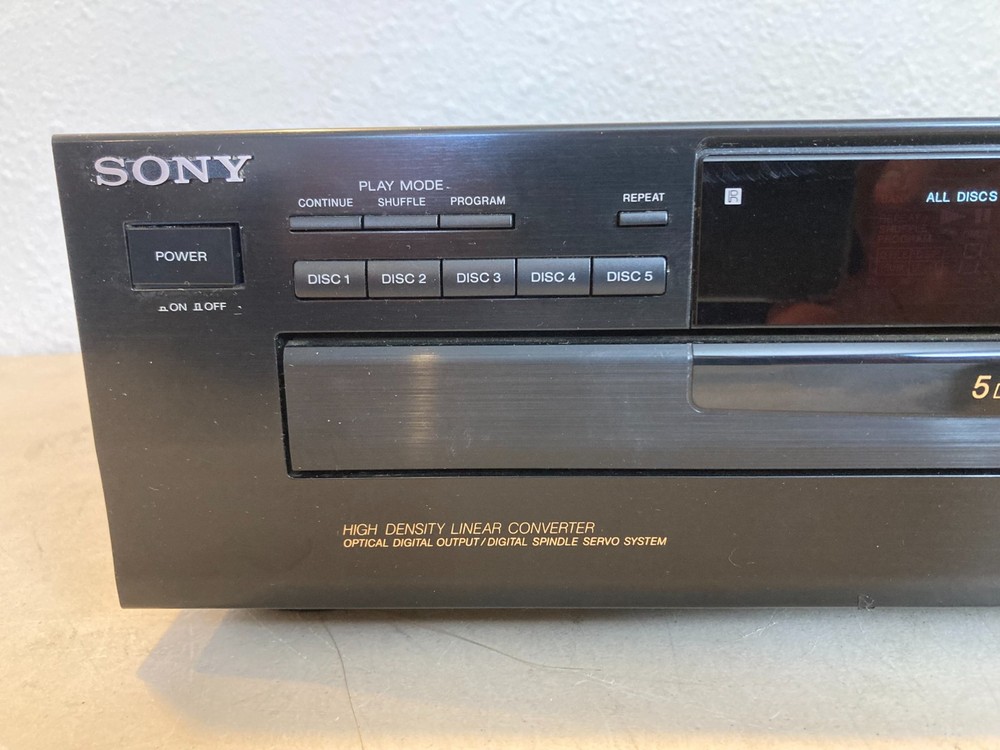 SONY
PLAY MODE
CONTINUE SHUFFLE PROGRAM
REPEAT
R
ALL DISCS
POWER
DISC 1 DISC 2 DISC 3 DISC 4 DISC 5
ON OFF
5
HIGH DENSITY LINEAR CONVERTER
OPTICAL DIGITAL OUTPUT / DIGITAL SPINDLE SERVO SYSTEM